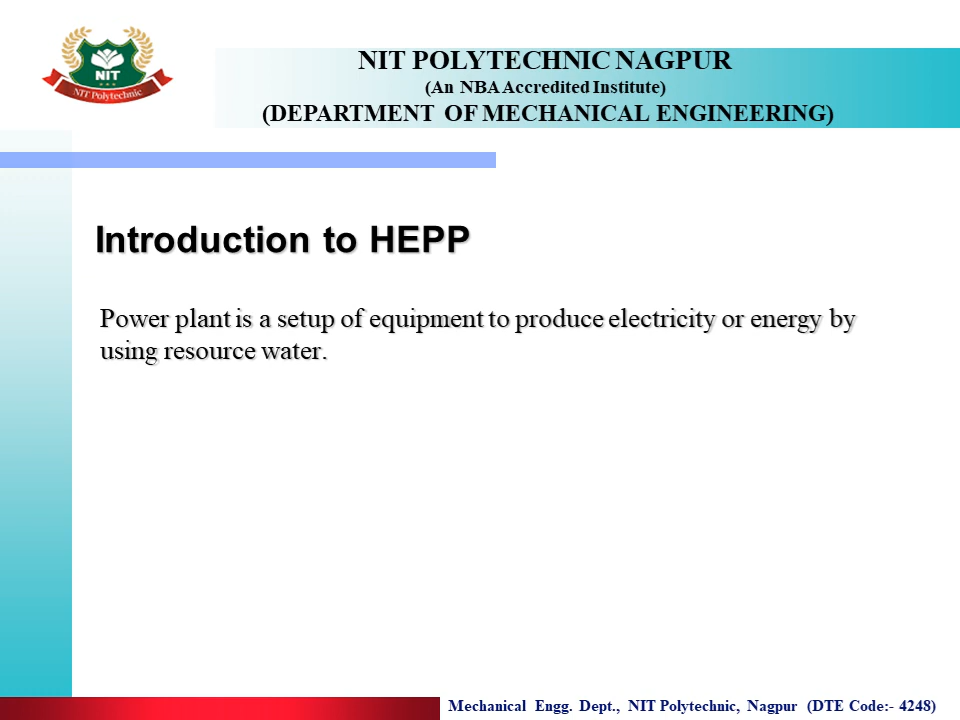 NIT
NIT Polytechnic
NIT POLYTECHNIC NAGPUR
(An NBA Accredited Institute)
(DEPARTMENT OF MECHANICAL ENGINEERING)
Introduction to HEPP
Power plant is a setup of equipment to produce electricity or energy by
using resource water.
Mechanical Engg. Dept., NIT Polytechnic, Nagpur (DTE Code:- 4248)